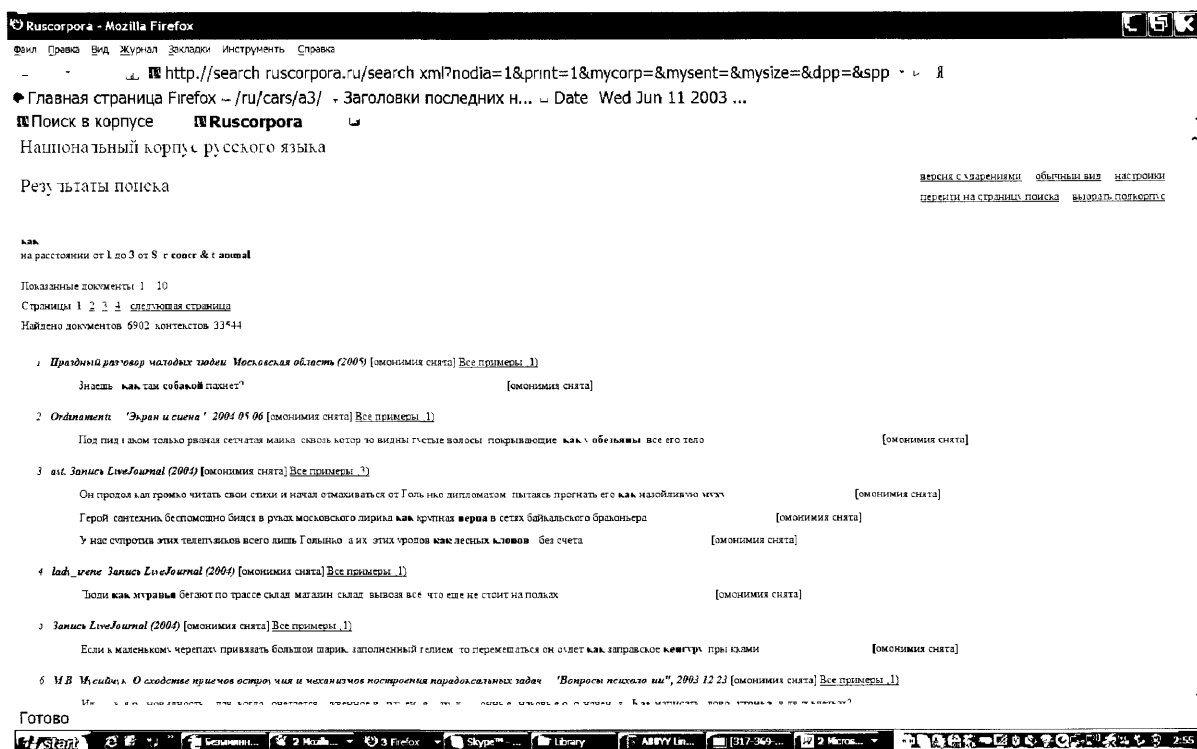 Ruscorpora - Mozilla Firefox
Файл Правка Вид Журнал Закладки Инструменты Справка
http://search ruscorpora.ru/search xml?nodia=1&print=1&mycorp=&mysent=&mysize=&dpp=&spp
Главная страница Firefox /ru/cars/a3/ Заголовки последних н... Date Wed Jun 11 2003 ...
Поиск в корпусе Ruscorpora
Национальный корпус русского языка
версия с ударениями обычный вид настройки
Результаты поиска
перейти на страницу поиска выбрать подкорпус
как
на расстоянии от 1 до 3 от S r concr & t animal
Показанные документы 1 10
Страницы 1 2 3 4 следующая страница
Найдено документов 6902 контекстов 33544
1 Праздный разговор молодых людей Московская область (2005) [омонимия снята] Все примеры 1)
Знаешь как там собакой пахнет? [омонимия снята]
2 Ordinamenti "Экран и сцена" 2004 05 06 [омонимия снята] Все примеры 1)
Под пиджаком только рваная сетчатая майка сквозь которую видны густые волосы покрывающие как у обезьяны все его тело [омонимия снята]
3 ast. Запись LiveJournal (2004) [омонимия снята] Все примеры 3)
Он продолжал громко читать свои стихи и начал отмахиваться от Голынко дипломатом пытаясь прогнать его как назойливую муху [омонимия снята]
Герой сантехник беспомощно бился в руках московского лирика как крупная нерпа в сетях байкальского браконьера [омонимия снята]
У нас супротив этих телепузиков всего лишь Голынко а их этих уродов как лесных клопов без счета [омонимия снята]
4 lady_irene Запись LiveJournal (2004) [омонимия снята] Все примеры 1)
Люди как муравьи бегают по трассе склад магазин склад вывозя все что еще не стоит на полках [омонимия снята]
5 Запись LiveJournal (2004) [омонимия снята] Все примеры 1)
Если к маленькому черепаху привязать большой шарик, заполненный гелием то перемещаться он будет как заправское кенгуру прыжками [омонимия снята]
6 М.В. Мусийчук О сходстве приемов остроумия и механизмов построения парадоксальных задач "Вопросы психологии", 2003 12 23 [омонимия снята] Все примеры 1)
Готово
start 2 Mozill... 3 Firefox Skype™ - ... Library ABBYY Lin... [317-369-... 2 Micros... 2:55